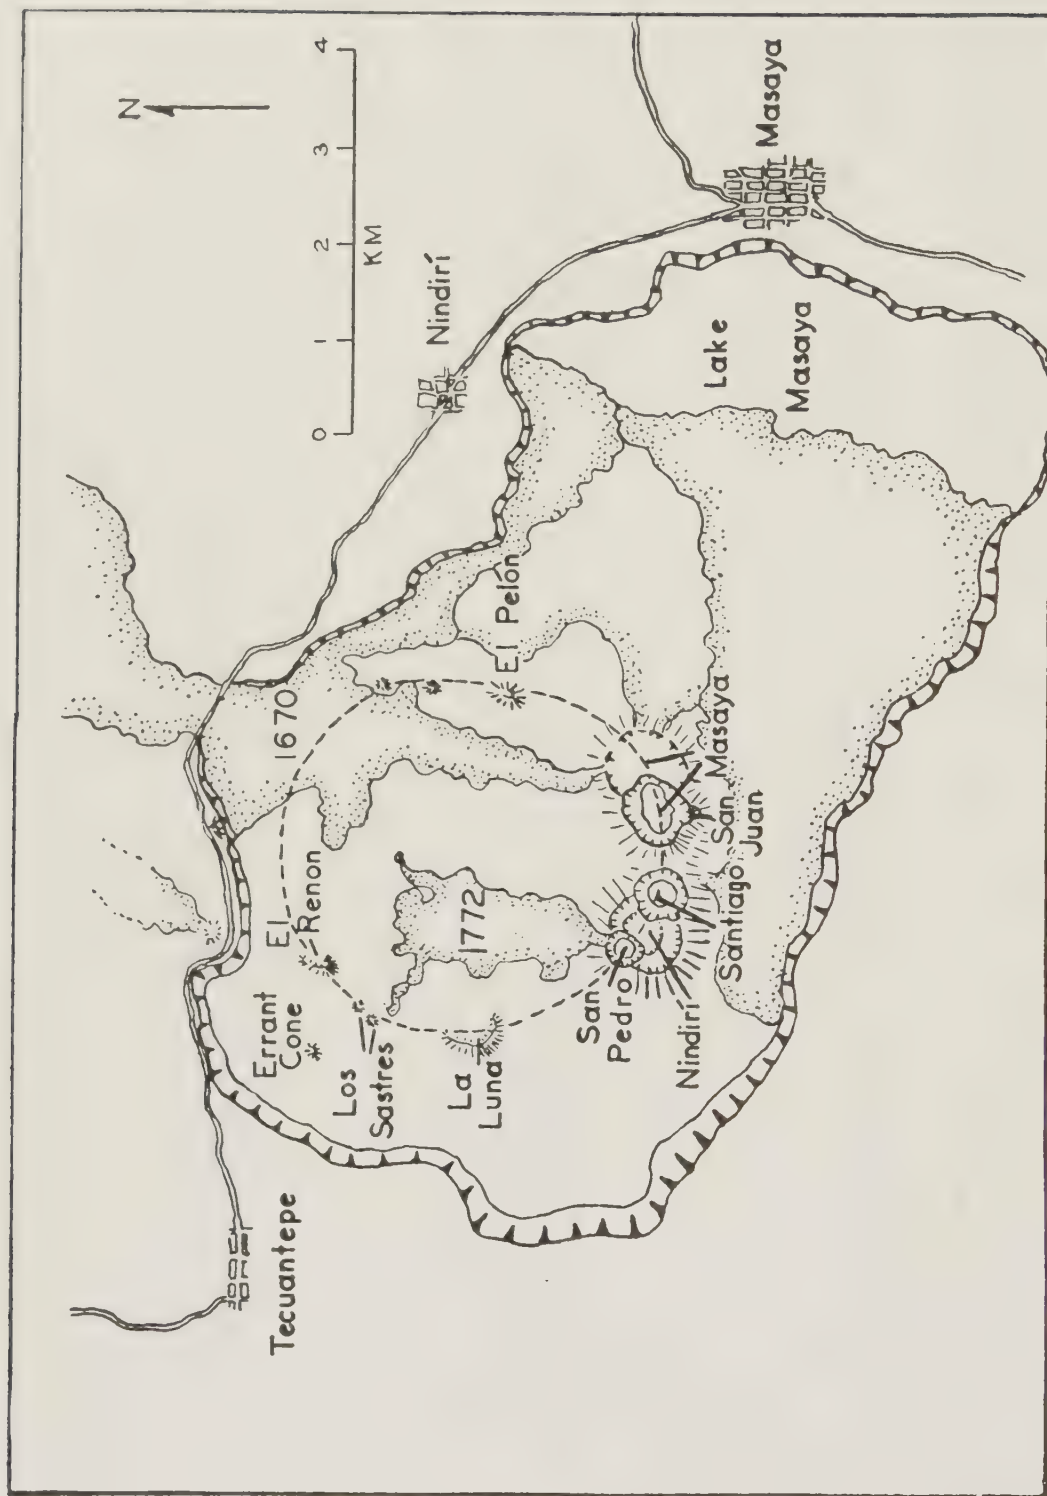 N
0 1 2 3 4
KM
Tecuantepe
Errant
Cone
El
Renon
1670
Nindirí
Los
Sastres
La
Luna
1772
El Pelón
San
Pedro
Nindirí
Santiago
San
Juan
Masaya
Lake
Masaya
Masaya